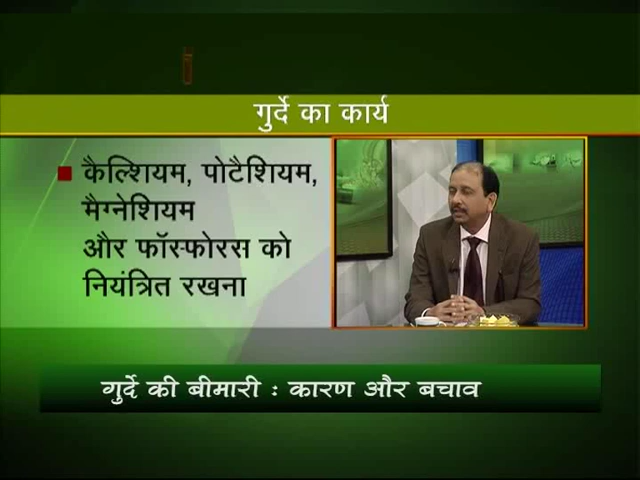 गुर्दे का कार्य
कैल्शियम, पोटैशियम,
मैग्नेशियम
और फॉस्फोरस को
नियंत्रित रखना
गुर्दे की बीमारी : कारण और बचाव